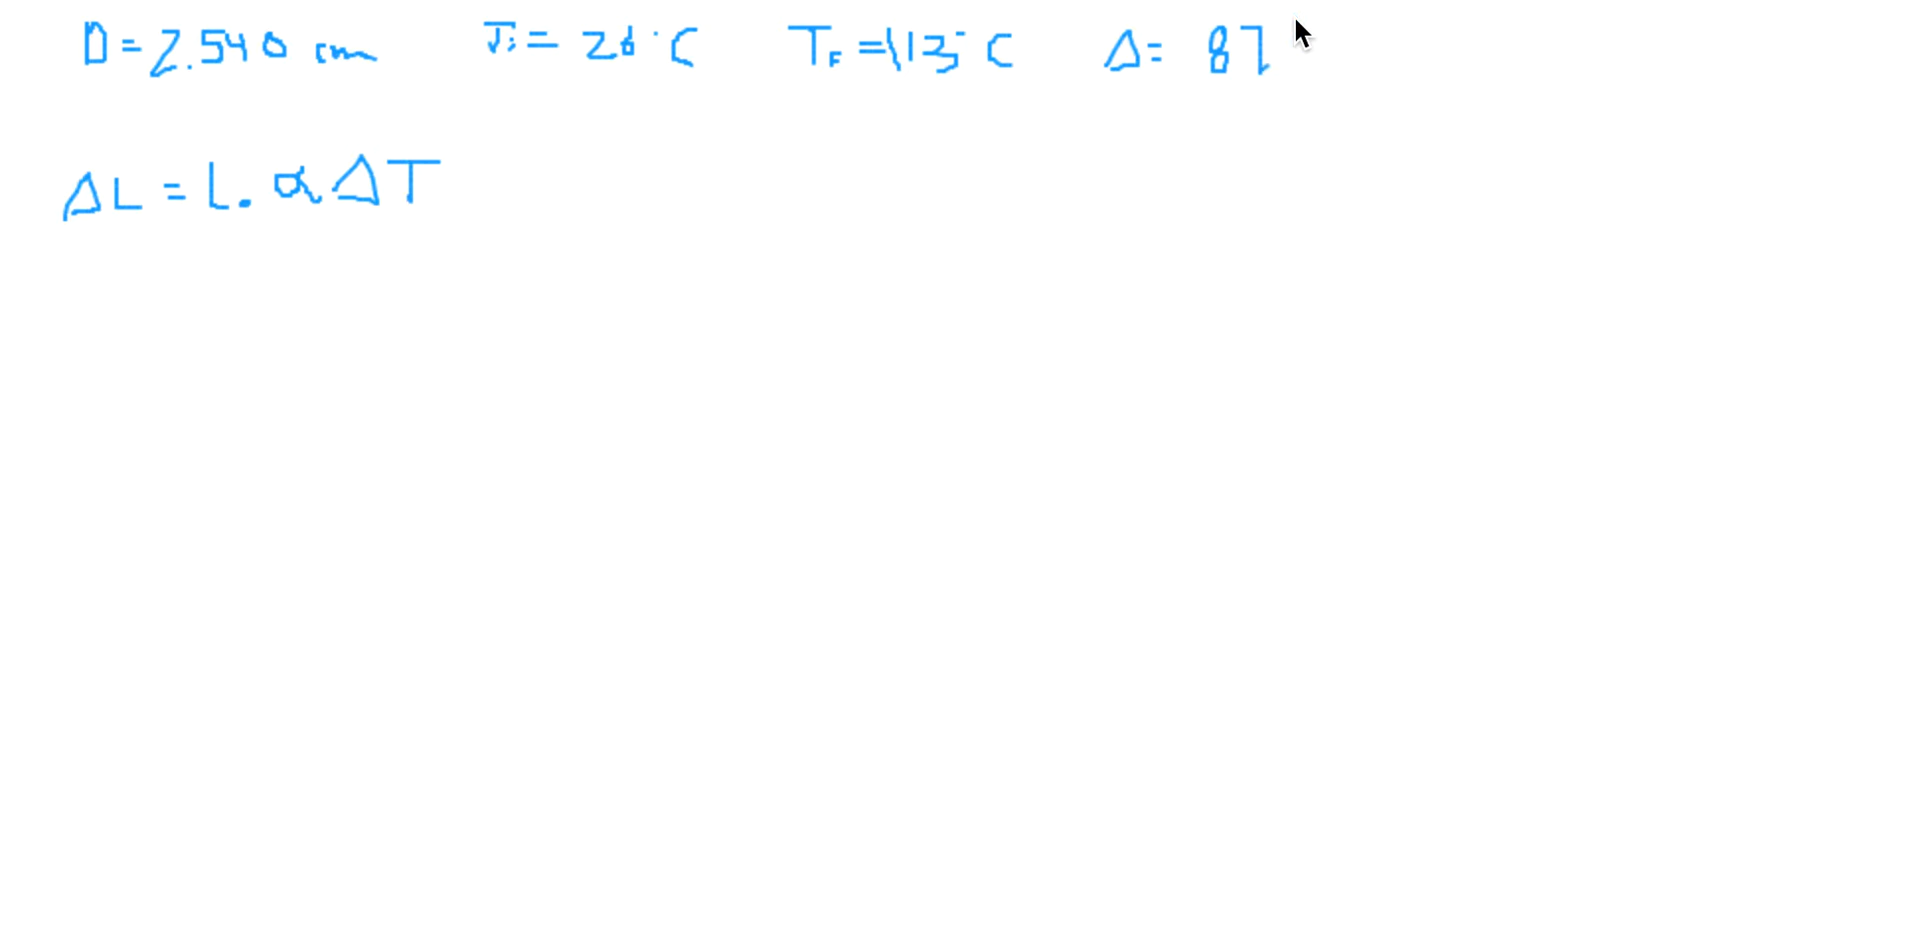 D = 2.540 cm Ti = 26°C TF = 113°C Δ = 87
ΔL = L. α ΔT